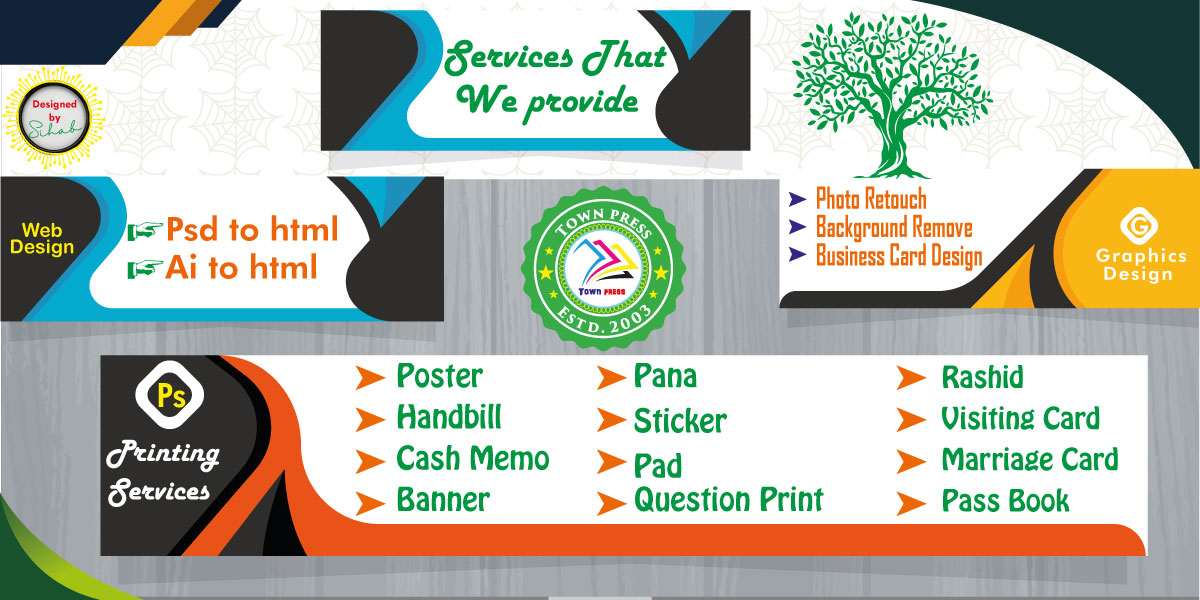 Designed
by
Sihab
Services That
We provide
Web
Design
Psd to html
Ai to html
TOWN PRESS
TOWN PRESS
ESTD. 2003
Photo Retouch
Background Remove
Business Card Design
G
Graphics
Design
Ps
Printing
Services
Poster
Handbill
Cash Memo
Banner
Pana
Sticker
Pad
Question Print
Rashid
Visiting Card
Marriage Card
Pass Book